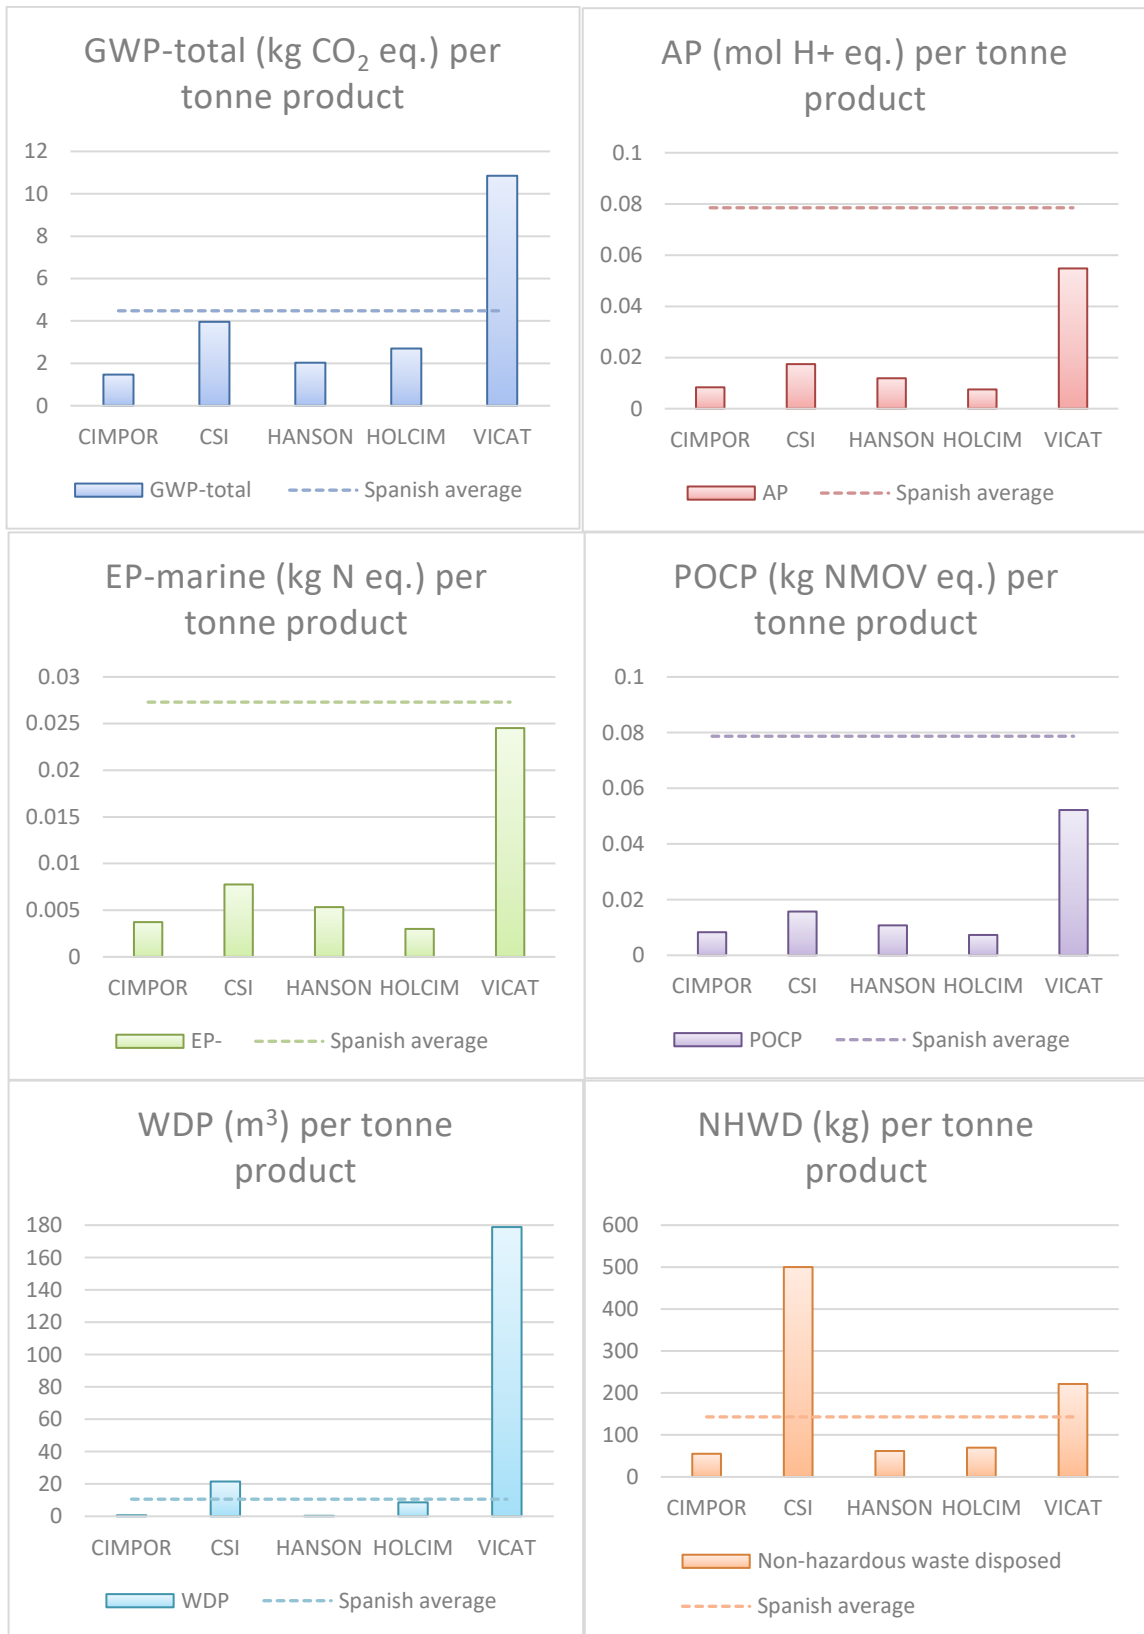 GWP-total (kg CO₂ eq.) per
tonne product
12
10
8
6
4
2
0
CIMPOR CSI HANSON HOLCIM VICAT
GWP-total Spanish average
AP (mol H+ eq.) per tonne
product
0.1
0.08
0.06
0.04
0.02
0
CIMPOR CSI HANSON HOLCIM VICAT
AP Spanish average
EP-marine (kg N eq.) per
tonne product
0.03
0.025
0.02
0.015
0.01
0.005
0
CIMPOR CSI HANSON HOLCIM VICAT
EP- Spanish average
POCP (kg NMOV eq.) per
tonne product
0.1
0.08
0.06
0.04
0.02
0
CIMPOR CSI HANSON HOLCIM VICAT
POCP Spanish average
WDP (m³) per tonne
product
180
160
140
120
100
80
60
40
20
0
CIMPOR CSI HANSON HOLCIM VICAT
WDP Spanish average
NHWD (kg) per tonne
product
600
500
400
300
200
100
0
CIMPOR CSI HANSON HOLCIM VICAT
Non-hazardous waste disposed
Spanish average